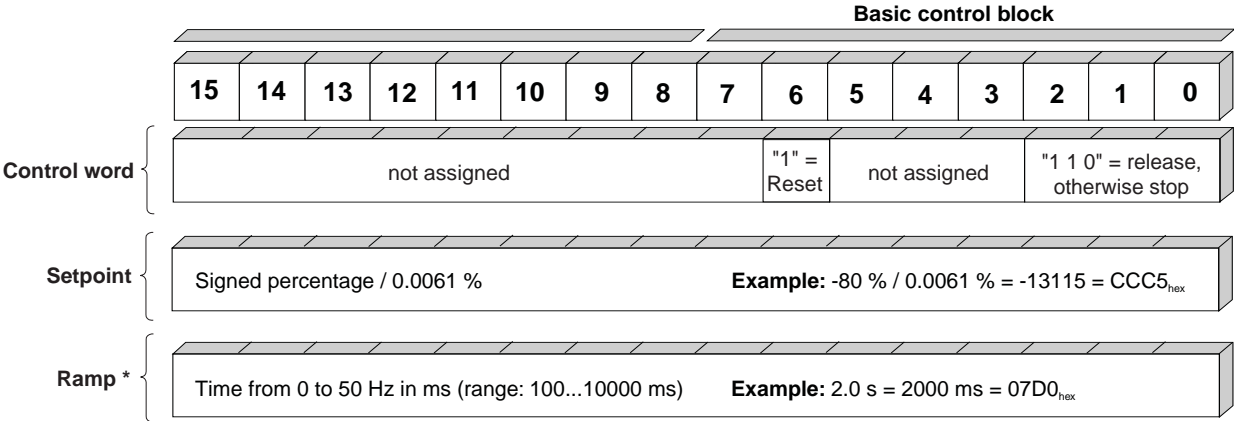 Basic control block
15 14 13 12 11 10 9 8 7 6 5 4 3 2 1 0
Control word
not assigned
"1" =
Reset
not assigned
"1 1 0" = release,
otherwise stop
Setpoint
Signed percentage / 0.0061 %
Example: -80 % / 0.0061 % = -13115 = CCC5hex
Ramp *
Time from 0 to 50 Hz in ms (range: 100...10000 ms)
Example: 2.0 s = 2000 ms = 07D0hex